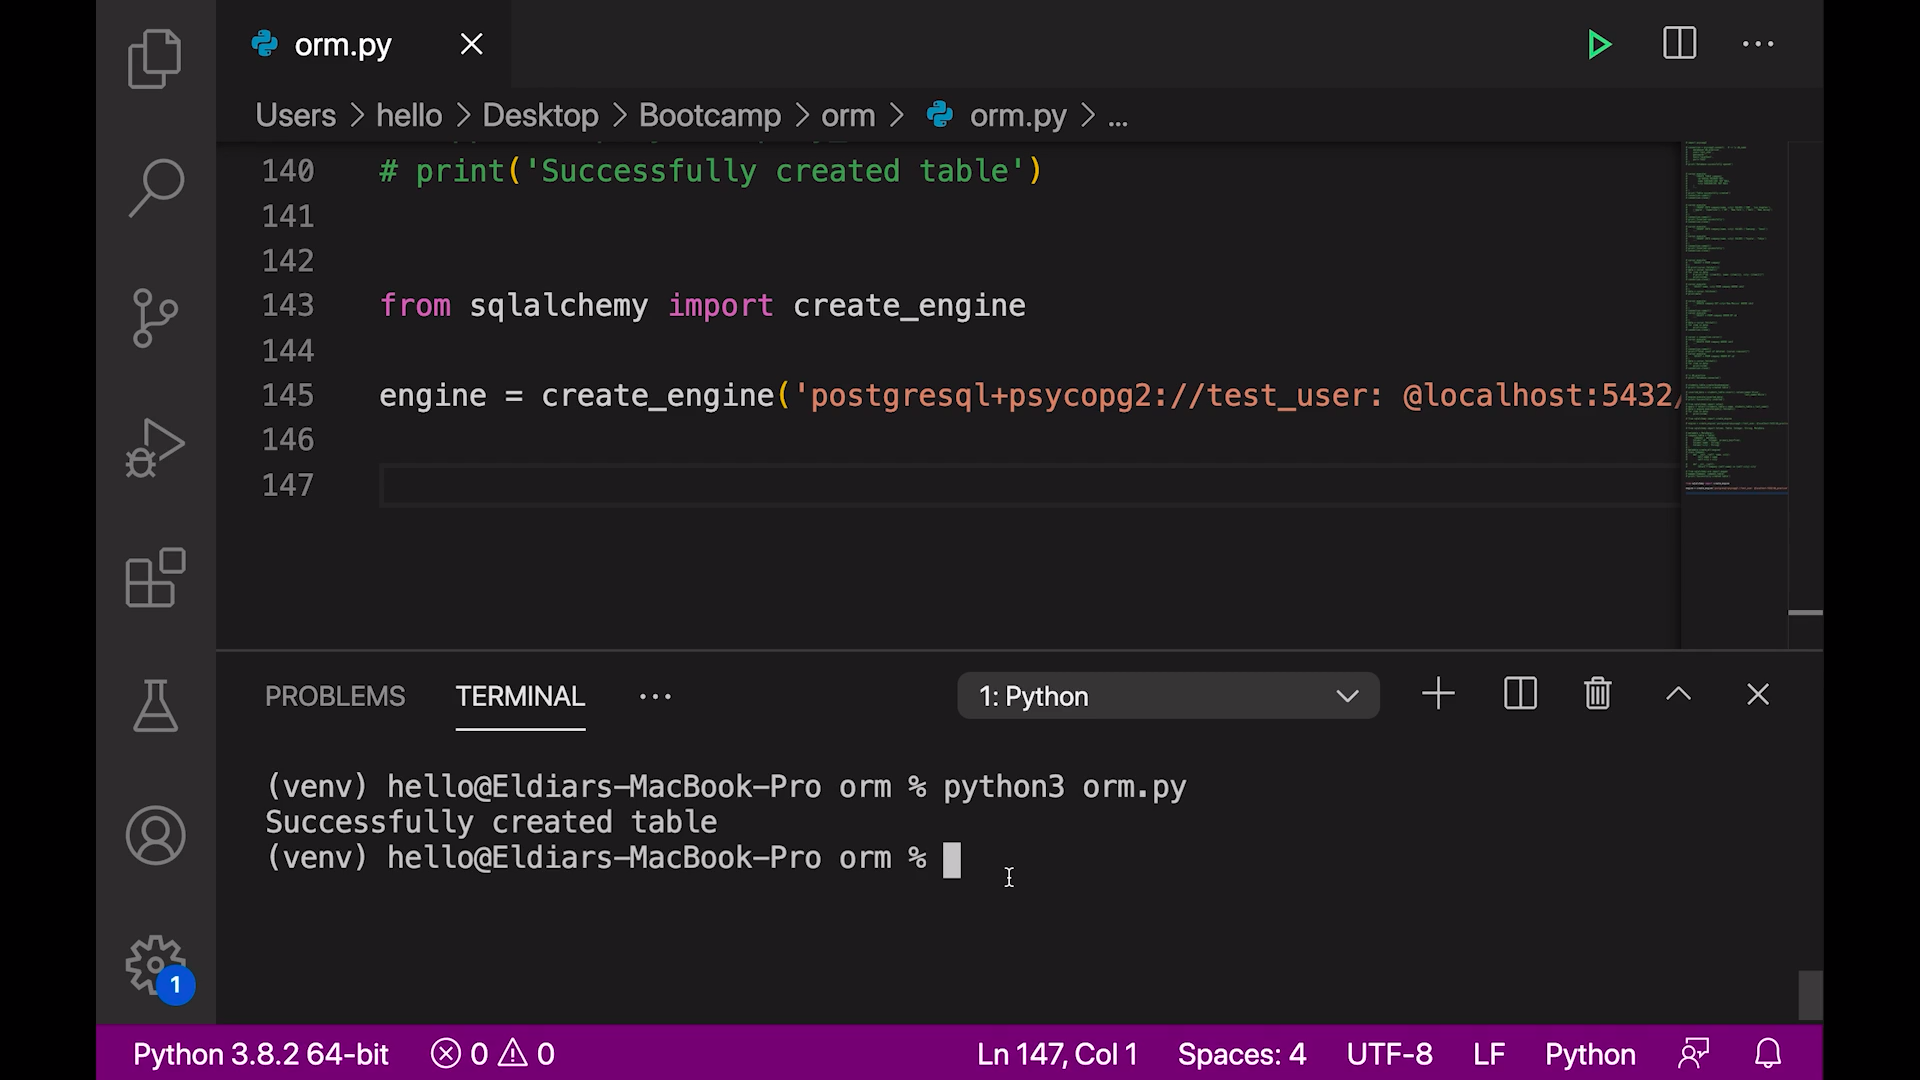 orm.py
Users > hello > Desktop > Bootcamp > orm > orm.py > ...
140 # print('Successfully created table')
141
142
143 from sqlalchemy import create_engine
144
145 engine = create_engine('postgresql+psycopg2://test_user: @localhost:5432/
146
147
PROBLEMS TERMINAL ... 1: Python
(venv) hello@Eldiars-MacBook-Pro orm % python3 orm.py
Successfully created table
(venv) hello@Eldiars-MacBook-Pro orm %
1
Python 3.8.2 64-bit 0 0 Ln 147, Col 1 Spaces: 4 UTF-8 LF Python